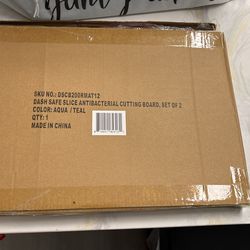 SKU NO.: DSCB200RMAT12
DASH SAFE SLICE ANTIBACTERIAL CUTTING BOARD, SET OF 2
COLOR: AQUA / TEAL
QTY: 1
MADE IN CHINA